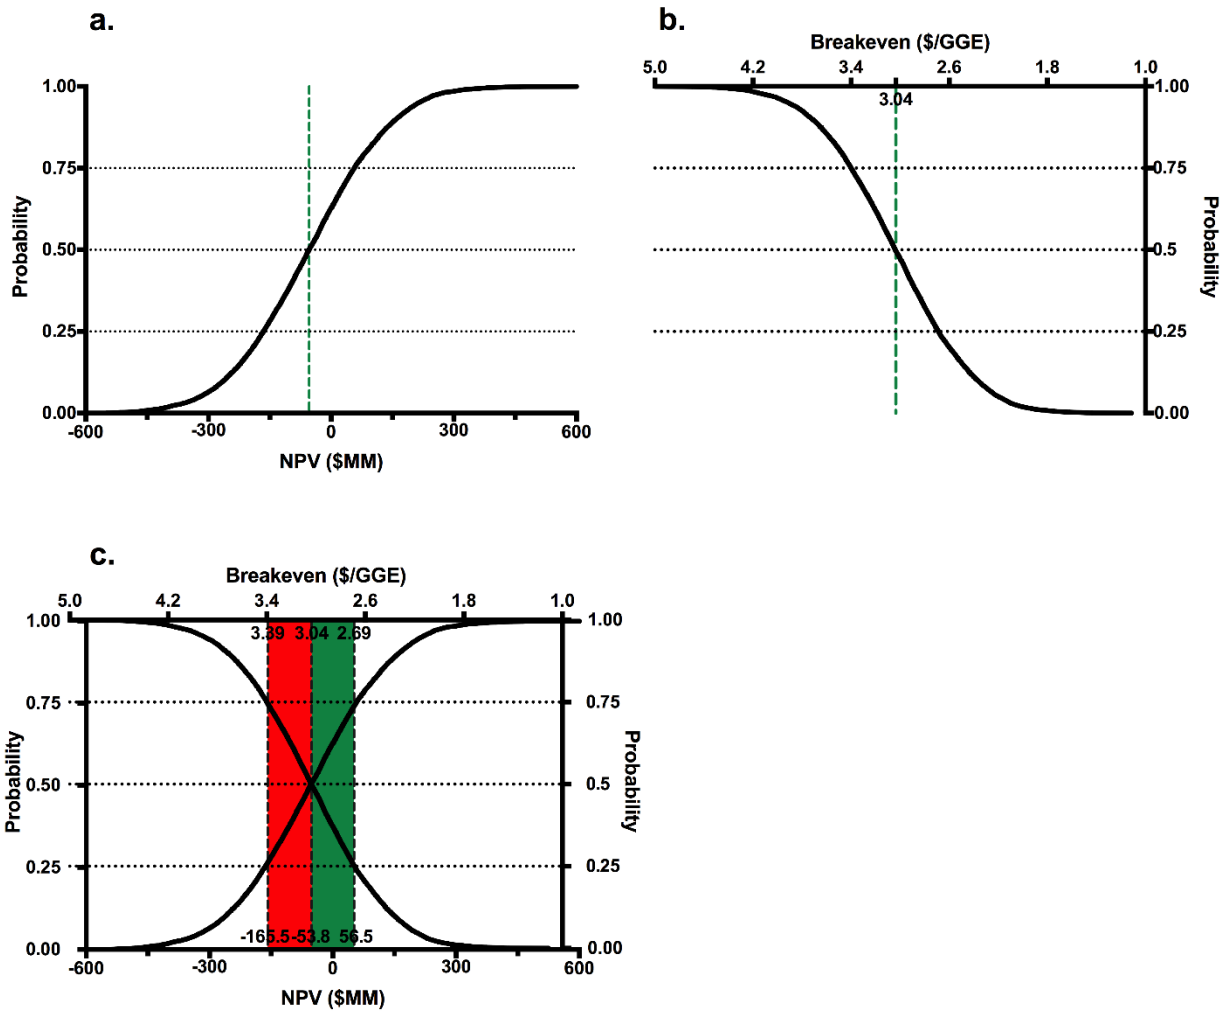 a.
1.00
0.75
0.50
0.25
0.00
Probability
-600 -300 0 300 600
NPV ($MM)
b.
Breakeven ($/GGE)
5.0 4.2 3.4 2.6 1.8 1.0
3.04
1.00
0.75
0.5
0.25
0.00
Probability
c.
Breakeven ($/GGE)
5.0 4.2 3.4 2.6 1.8 1.0
3.39 3.04 2.69
1.00
0.75
0.50
0.25
0.00
Probability
1.00
0.75
0.5
0.25
0.00
Probability
-165.5 -53.8 56.5
-600 -300 0 300 600
NPV ($MM)